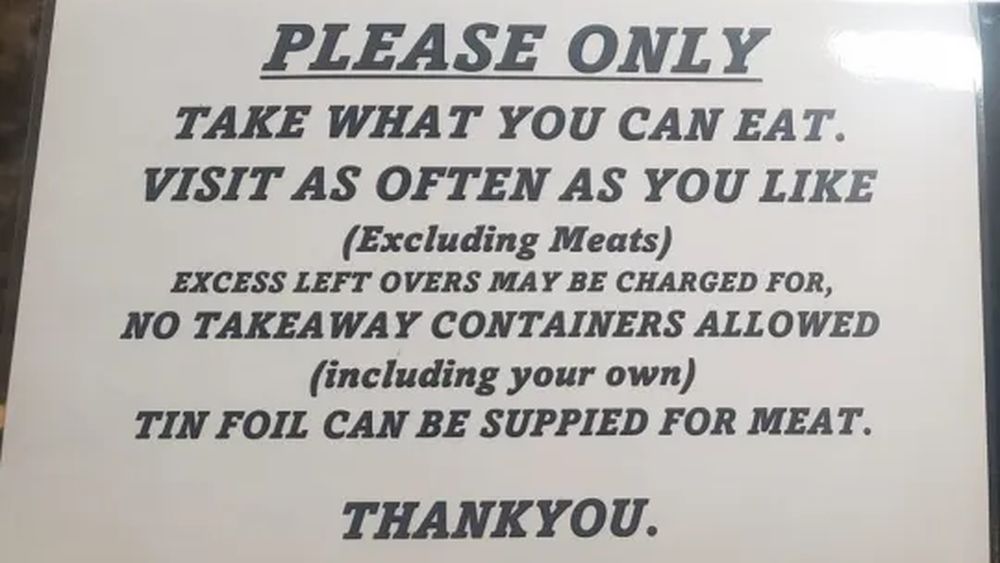 PLEASE ONLY
TAKE WHAT YOU CAN EAT.
VISIT AS OFTEN AS YOU LIKE
(Excluding Meats)
EXCESS LEFT OVERS MAY BE CHARGED FOR,
NO TAKEAWAY CONTAINERS ALLOWED
(including your own)
TIN FOIL CAN BE SUPPIED FOR MEAT.
THANKYOU.